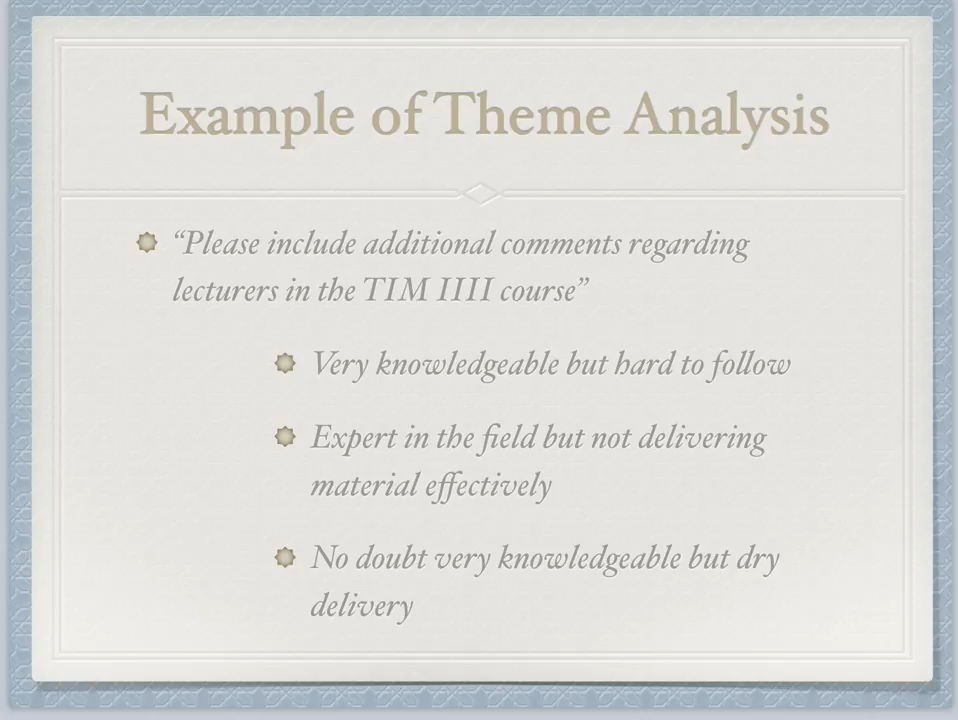 Example of Theme Analysis
“Please include additional comments regarding
lecturers in the TIM IIII course”
Very knowledgeable but hard to follow
Expert in the field but not delivering
material effectively
No doubt very knowledgeable but dry
delivery